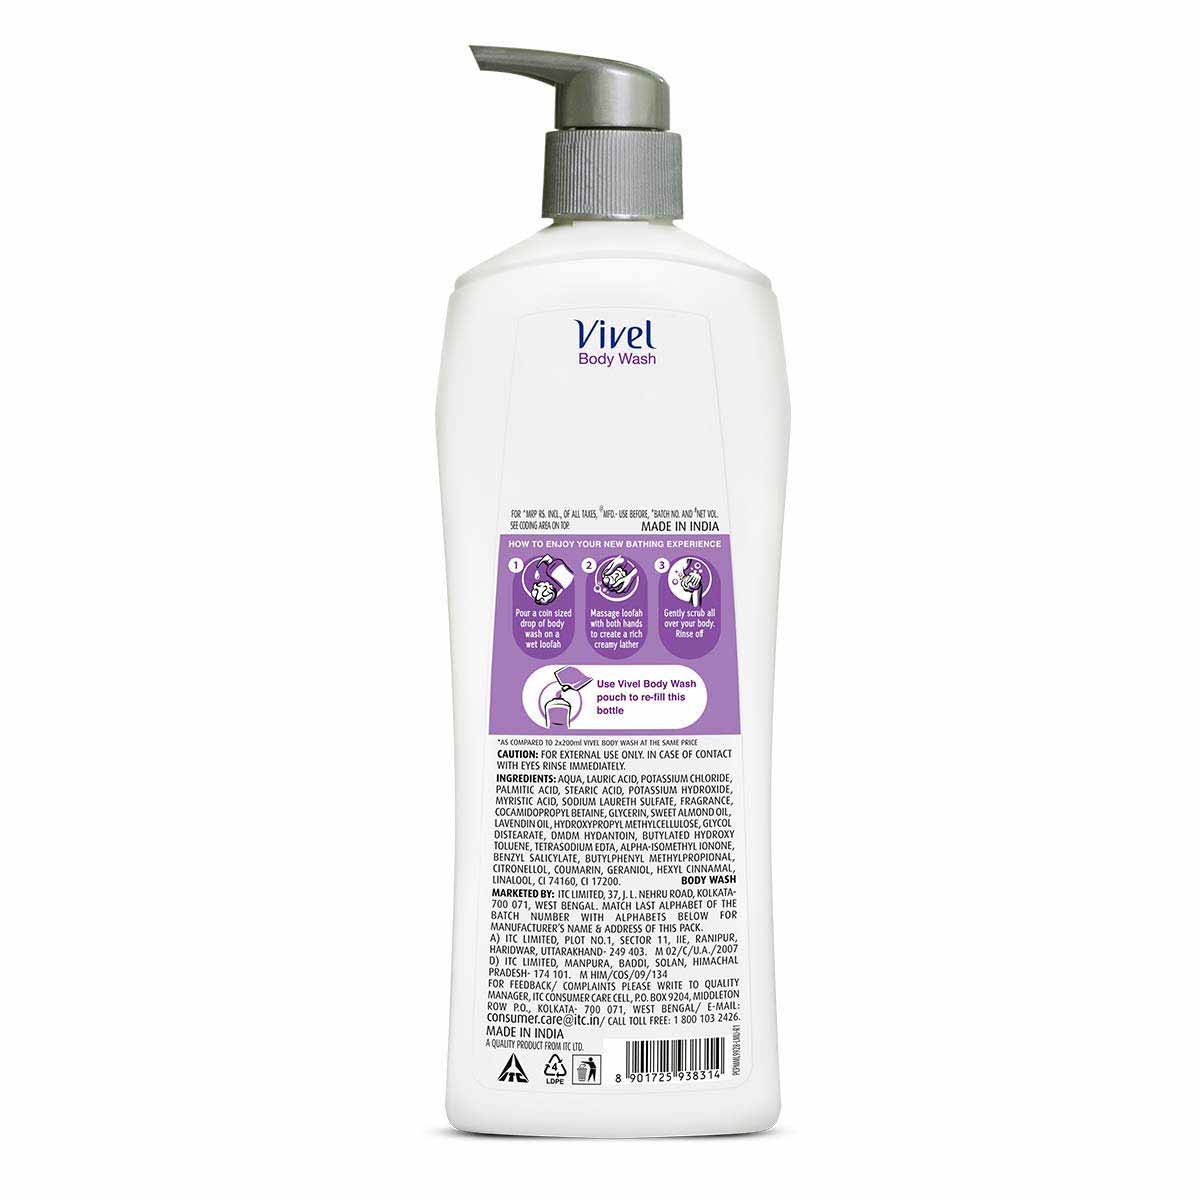 Vivel
Body Wash
FOR *MRP RS. INCL., OF ALL TAXES, @MFD.- USE BEFORE, *BATCH NO. AND #NET VOL.
SEE CODING AREA ON TOP. MADE IN INDIA
HOW TO ENJOY YOUR NEW BATHING EXPERIENCE
1
Pour a coin sized
drop of body
wash on a
wet loofah
2
Massage loofah
with both hands
to create a rich
creamy lather
3
Gently scrub all
over your body.
Rinse off
Use Vivel Body Wash
pouch to re-fill this
bottle
*AS COMPARED TO 2x200ml VIVEL BODY WASH AT THE SAME PRICE
CAUTION: FOR EXTERNAL USE ONLY. IN CASE OF CONTACT
WITH EYES RINSE IMMEDIATELY.
INGREDIENTS: AQUA, LAURIC ACID, POTASSIUM CHLORIDE,
PALMITIC ACID, STEARIC ACID, POTASSIUM HYDROXIDE,
MYRISTIC ACID, SODIUM LAURETH SULFATE, FRAGRANCE,
COCAMIDOPROPYL BETAINE, GLYCERIN, SWEET ALMOND OIL,
LAVENDIN OIL, HYDROXYPROPYL METHYLCELLULOSE, GLYCOL
DISTEARATE, DMDM HYDANTOIN, BUTYLATED HYDROXY
TOLUENE, TETRASODIUM EDTA, ALPHA-ISOMETHYL IONONE,
BENZYL SALICYLATE, BUTYLPHENYL METHYLPROPIONAL,
CITRONELLOL, COUMARIN, GERANIOL, HEXYL CINNAMAL,
LINALOOL, CI 74160, CI 17200. BODY WASH
MARKETED BY: ITC LIMITED, 37, J. L. NEHRU ROAD, KOLKATA-
700 071, WEST BENGAL. MATCH LAST ALPHABET OF THE
BATCH NUMBER WITH ALPHABETS BELOW FOR
MANUFACTURER'S NAME & ADDRESS OF THIS PACK.
A) ITC LIMITED, PLOT NO.1, SECTOR 11, IIE, RANIPUR,
HARIDWAR, UTTARAKHAND- 249 403. M 02/C/U.A./2007
D) ITC LIMITED, MANPURA, BADDI, SOLAN, HIMACHAL
PRADESH- 174 101. M HIM/COS/09/134
FOR FEEDBACK/ COMPLAINTS PLEASE WRITE TO QUALITY
MANAGER, ITC CONSUMER CARE CELL, P.O. BOX 9204, MIDDLETON
ROW P.O., KOLKATA- 700 071, WEST BENGAL/ E-MAIL:
consumer.care@itc.in/ CALL TOLL FREE: 1 800 103 2426.
MADE IN INDIA
A QUALITY PRODUCT FROM ITC LTD.
ITC
4
LDPE
8 901725 938314